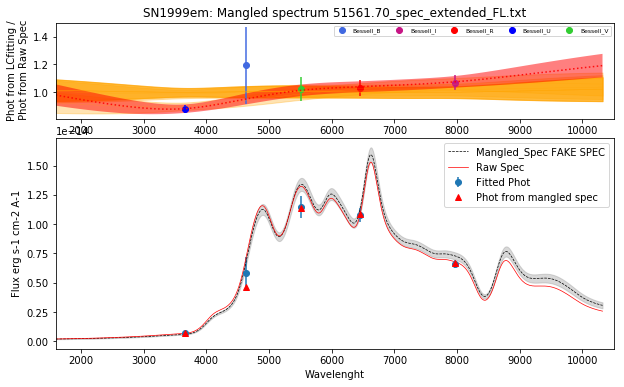 SN1999em: Mangled spectrum 51561.70_spec_extended_FL.txt
Phot from LCfitting /
Phot from Raw Spec
1.4
1.2
1.0
Bessell_B
Bessell_I
Bessell_R
Bessell_U
Bessell_V
2000 3000 4000 5000 6000 7000 8000 9000 10000
1e−14
Flux erg s-1 cm-2 A-1
1.50
1.25
1.00
0.75
0.50
0.25
0.00
Mangled_Spec FAKE SPEC
Raw Spec
Fitted Phot
Phot from mangled spec
2000 3000 4000 5000 6000 7000 8000 9000 10000
Wavelenght